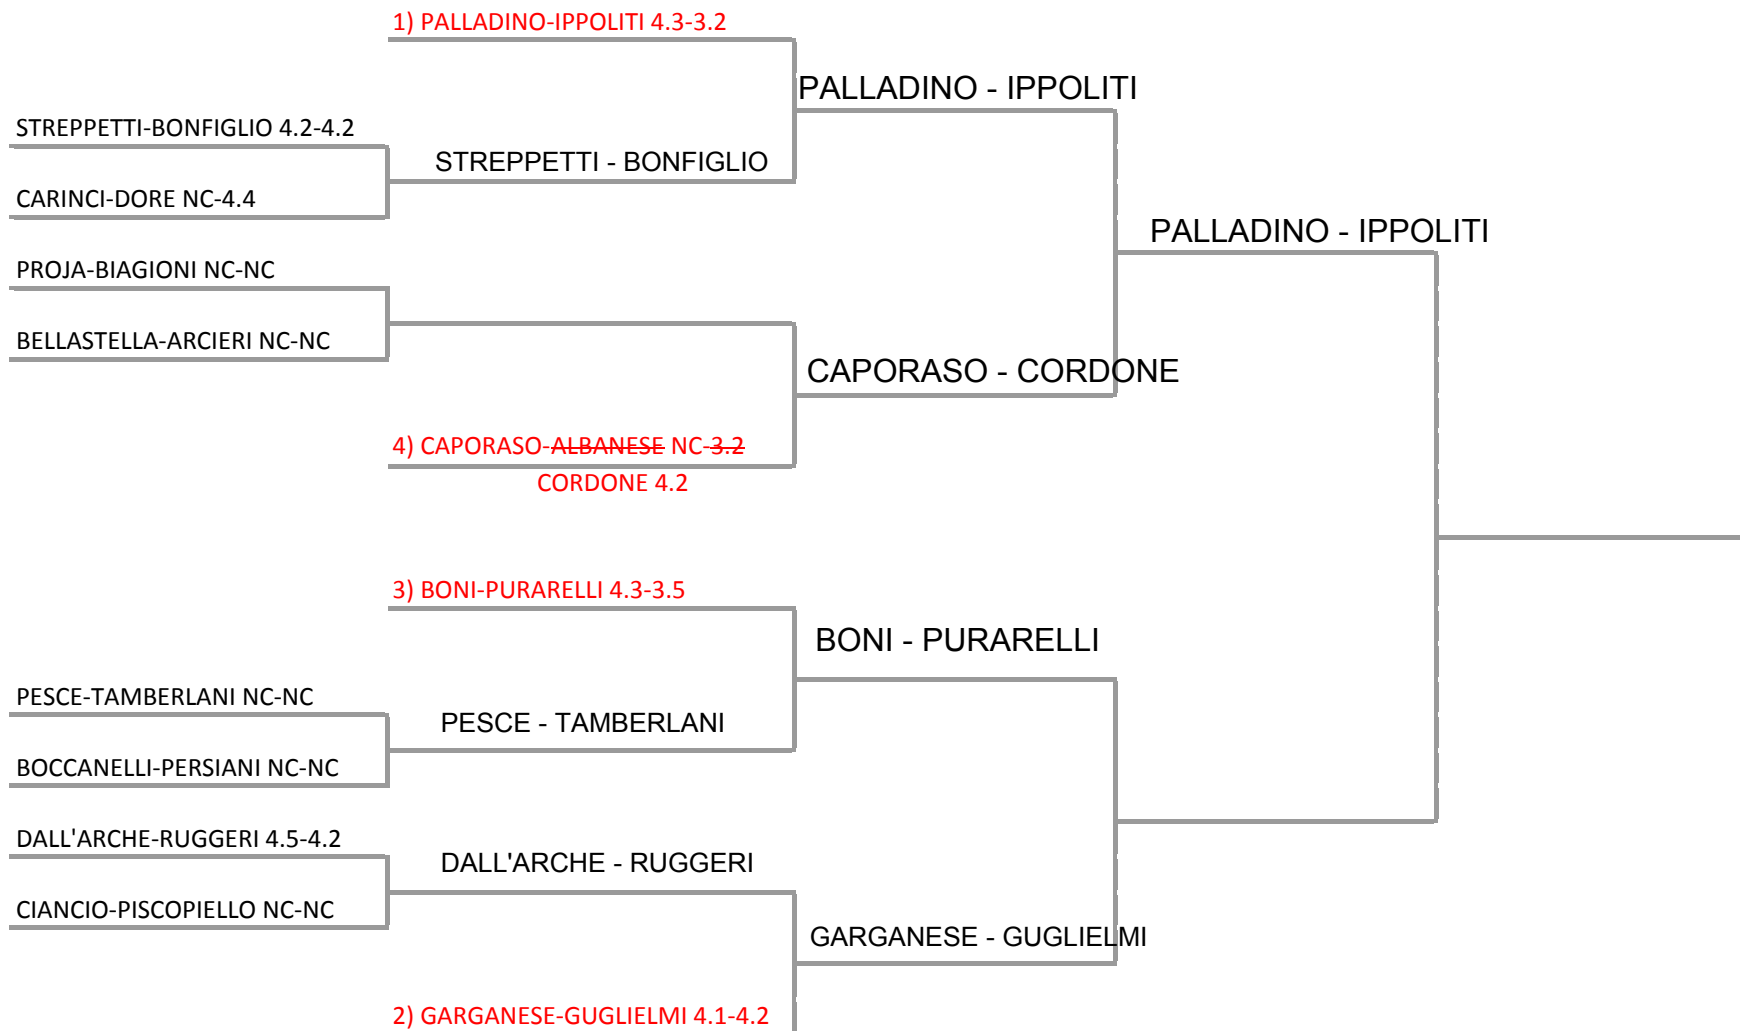 1) PALLADINO-IPPOLITI 4.3-3.2
PALLADINO - IPPOLITI
STREPPETTI-BONFIGLIO 4.2-4.2
STREPPETTI - BONFIGLIO
CARINCI-DORE NC-4.4
PALLADINO - IPPOLITI
PROJA-BIAGIONI NC-NC
BELLASTELLA-ARCIERI NC-NC
CAPORASO - CORDONE
4) CAPORASO-ALBANESE NC-3.2
CORDONE 4.2
3) BONI-PURARELLI 4.3-3.5
BONI - PURARELLI
PESCE-TAMBERLANI NC-NC
PESCE - TAMBERLANI
BOCCANELLI-PERSIANI NC-NC
DALL'ARCHE-RUGGERI 4.5-4.2
DALL'ARCHE - RUGGERI
CIANCIO-PISCOPIELLO NC-NC
GARGANESE - GUGLIELMI
2) GARGANESE-GUGLIELMI 4.1-4.2